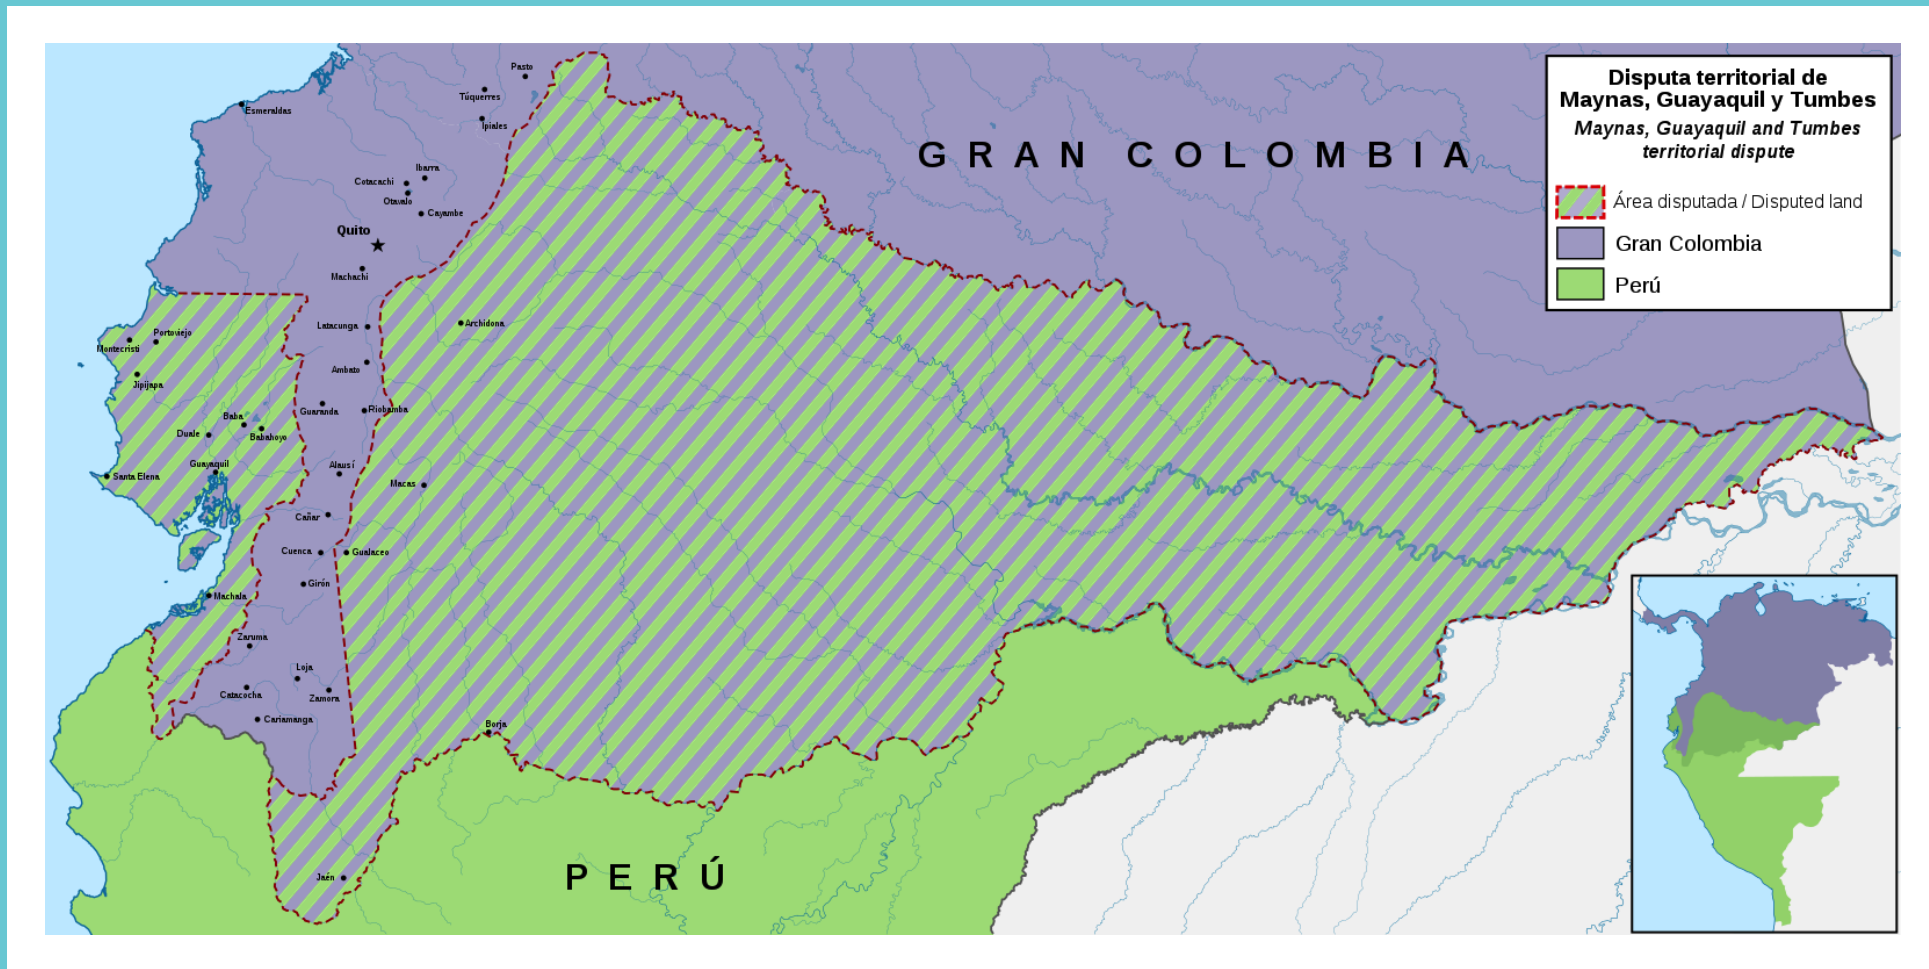 Disputa territorial de
Maynas, Guayaquil y Tumbes
Maynas, Guayaquil and Tumbes
territorial dispute
Área disputada / Disputed land
Gran Colombia
Perú
GRAN COLOMBIA
PERÚ
Pasto
Túquerres
Ipiales
Esmeraldas
Ibarra
Cotacachi
Otavalo
Cayambe
Quito
Machachi
Latacunga
Archidona
Portoviejo
Montecristi
Ambato
Jipijapa
Guaranda
Riobamba
Baba
Duale
Babahoyo
Guayaquil
Alausí
Santa Elena
Macas
Cañar
Cuenca
Gualaceo
Girón
Machala
Zaruma
Loja
Catacocha
Zamora
Cariamanga
Borja
Jaén